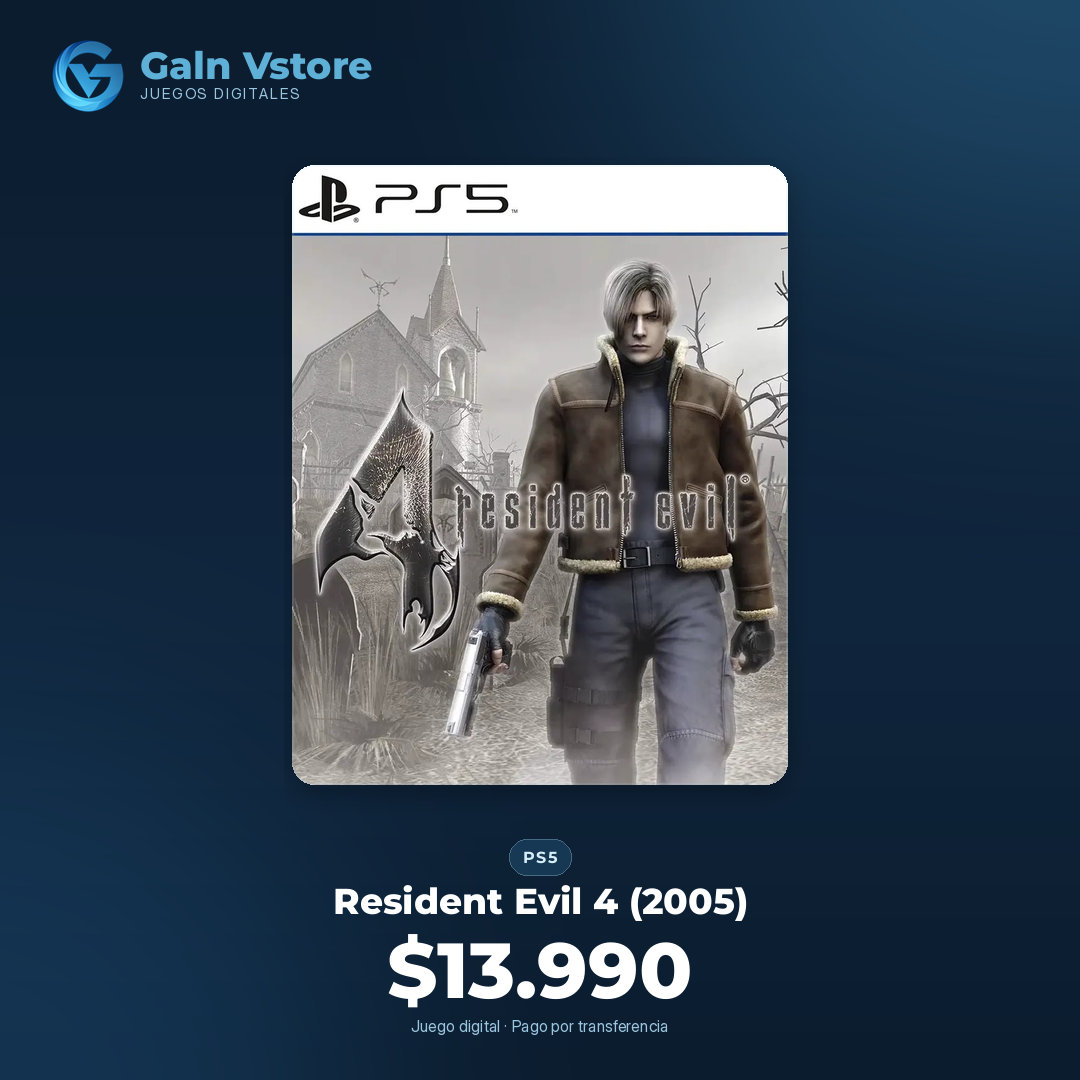 Galn Vstore
JUEGOS DIGITALES
PS5™
4
resident evil®
PS5
Resident Evil 4 (2005)
$13.990
Juego digital · Pago por transferencia